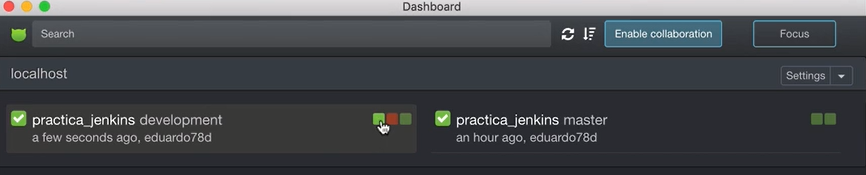 Dashboard
Search
Enable collaboration
Focus
localhost
Settings
practica_jenkins development
a few seconds ago, eduardo78d
practica_jenkins master
an hour ago, eduardo78d